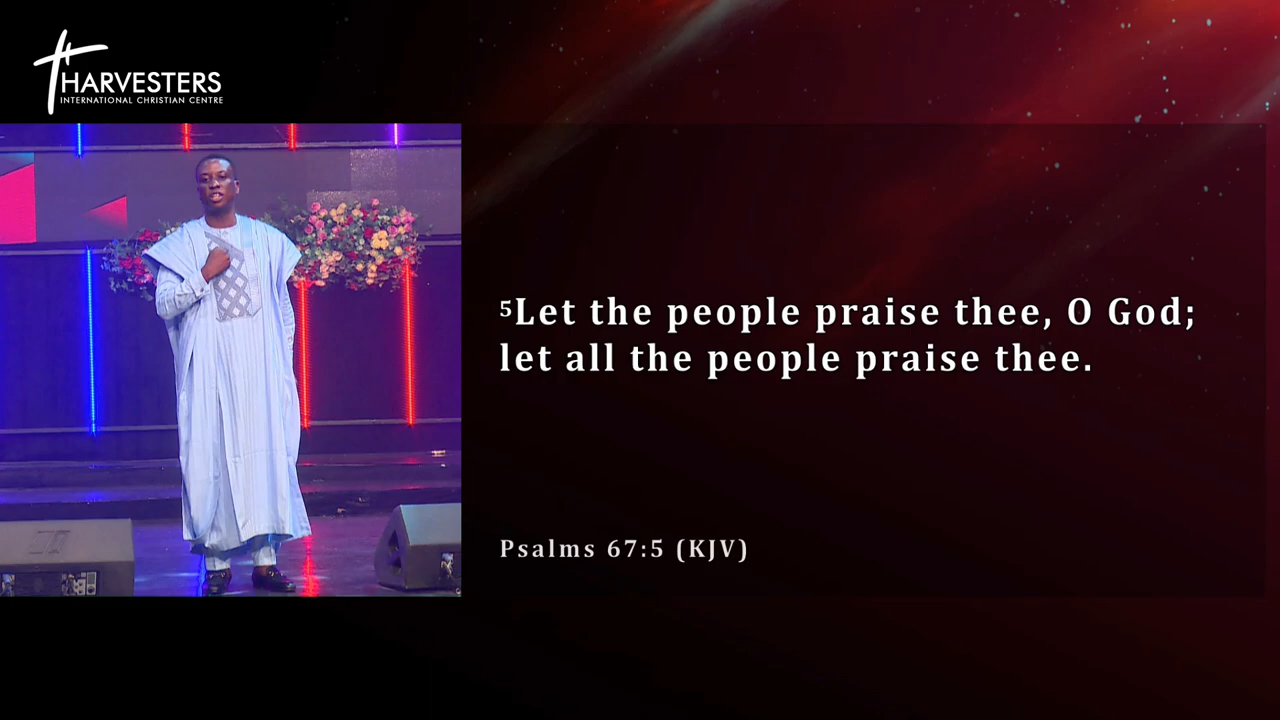 HARVESTERS
INTERNATIONAL CHRISTIAN CENTRE
5Let the people praise thee, O God;
let all the people praise thee.
Psalms 67:5 (KJV)